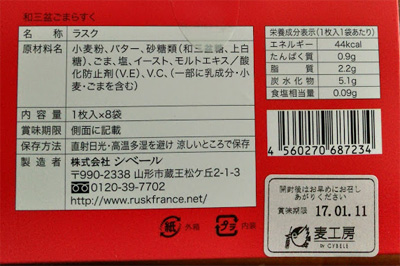 和三盆ごまらすく
名称 ラスク
原材料名 小麦粉、バター、砂糖類(和三盆糖、上白
糖)、ごま、塩、イースト、モルトエキス/酸
化防止剤(V.E)、V.C、(一部に乳成分・小
麦・ごまを含む)
内容量 1枚入×8袋
賞味期限 側面に記載
保存方法 直射日光・高温多湿を避け 涼しいところで保存
製造者 株式会社 シベール
〒990-2338 山形市蔵王松ケ丘2-1-3
0120-39-7702
http://www.ruskfrance.net/
紙 外箱
プラ 内袋
栄養成分表示(1枚入1袋あたり)
エネルギー 44kcal
たんぱく質 0.9g
脂質 2.2g
炭水化物 5.1g
食塩相当量 0.09g
4 560270 687234
開封後はお早めにお召し
あがりください
賞味期限 17.01.11
麦工房
by CYBELE